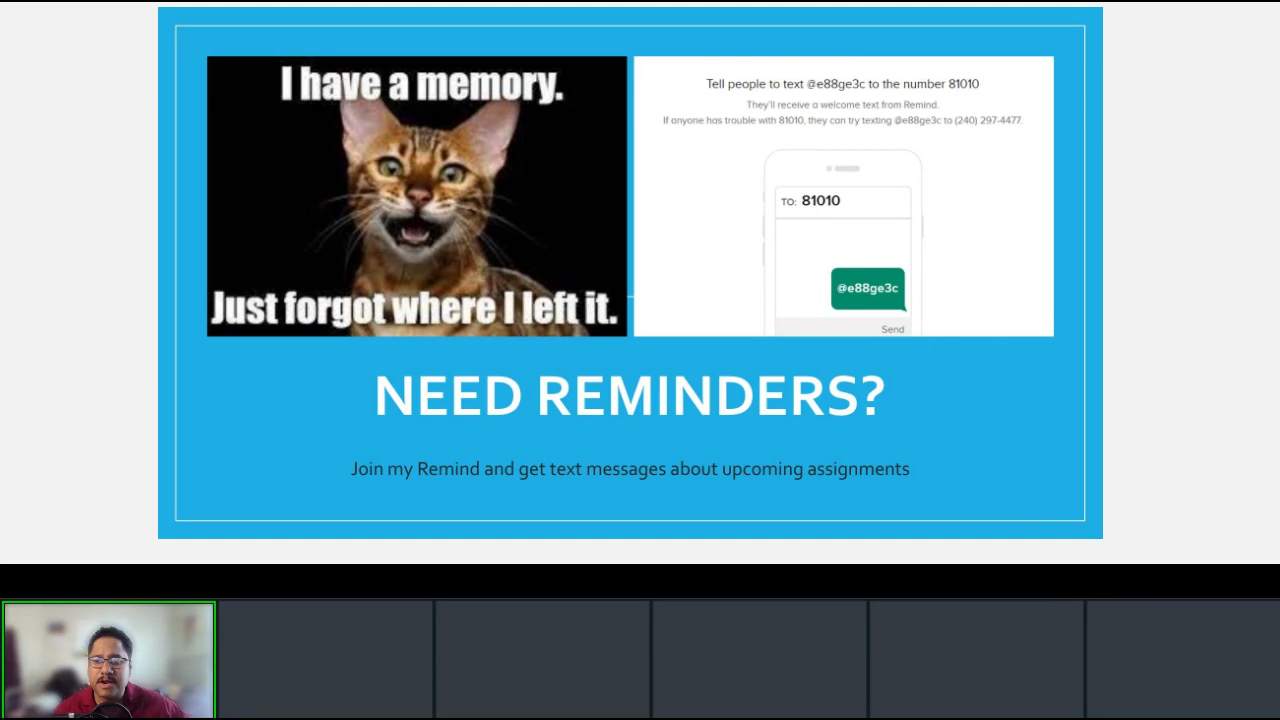 I have a memory.
Just forgot where I left it.
Tell people to text @e88ge3c to the number 81010
They'll receive a welcome text from Remind.
If anyone has trouble with 81010, they can try texting @e88ge3c to (240) 297-4477.
TO: 81010
@e88ge3c
Send
NEED REMINDERS?
Join my Remind and get text messages about upcoming assignments